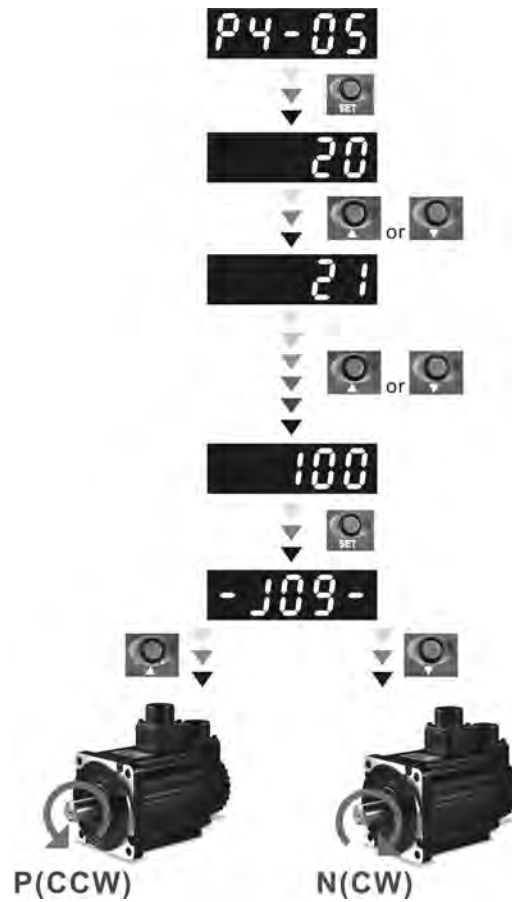 P4-05
SET
20
or
21
or
100
SET
-JOG-
P(CCW)
N(CW)